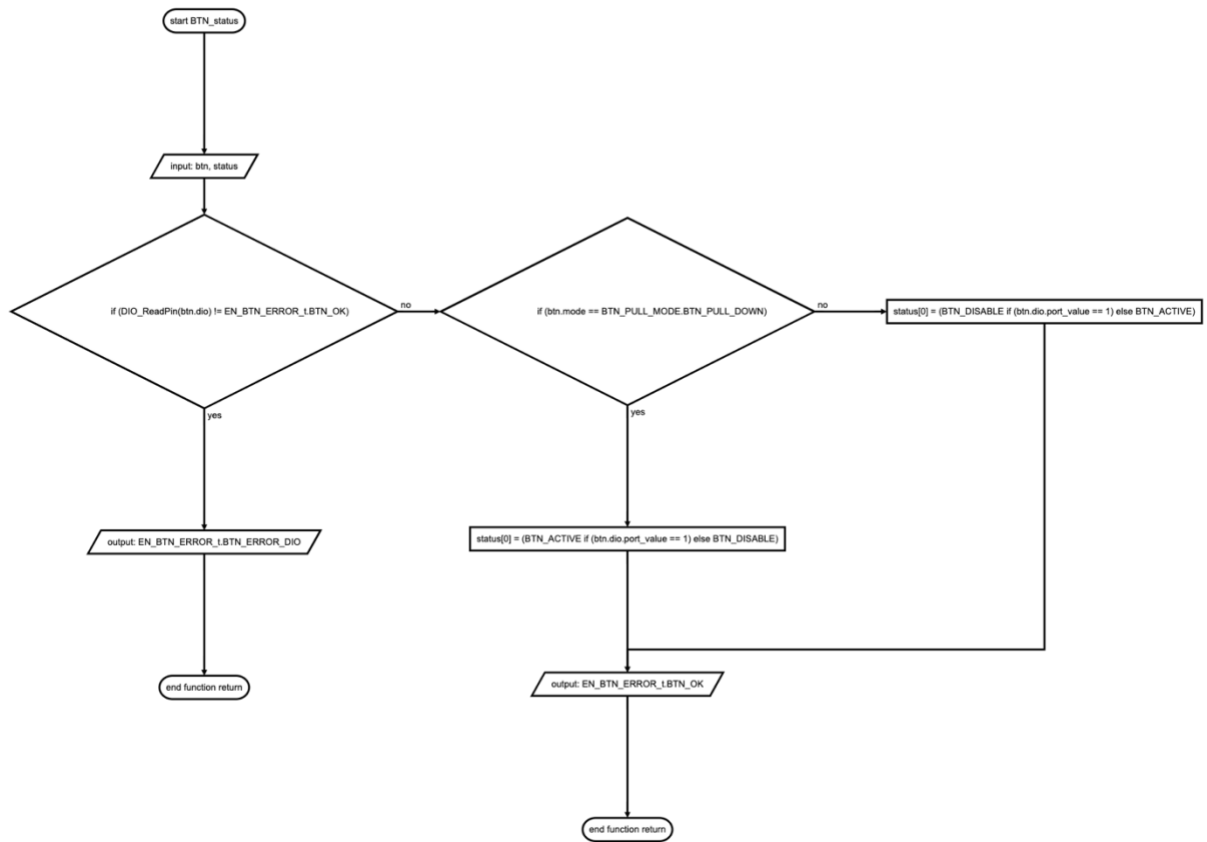 start BTN_status
input: btn, status
if (DIO_ReadPin(btn.dio) != EN_BTN_ERROR_t.BTN_OK)
no
if (btn.mode == BTN_PULL_MODE.BTN_PULL_DOWN)
no
status[0] = (BTN_DISABLE if (btn.dio.port_value == 1) else BTN_ACTIVE)
yes
yes
output: EN_BTN_ERROR_t.BTN_ERROR_DIO
status[0] = (BTN_ACTIVE if (btn.dio.port_value == 1) else BTN_DISABLE)
end function return
output: EN_BTN_ERROR_t.BTN_OK
end function return